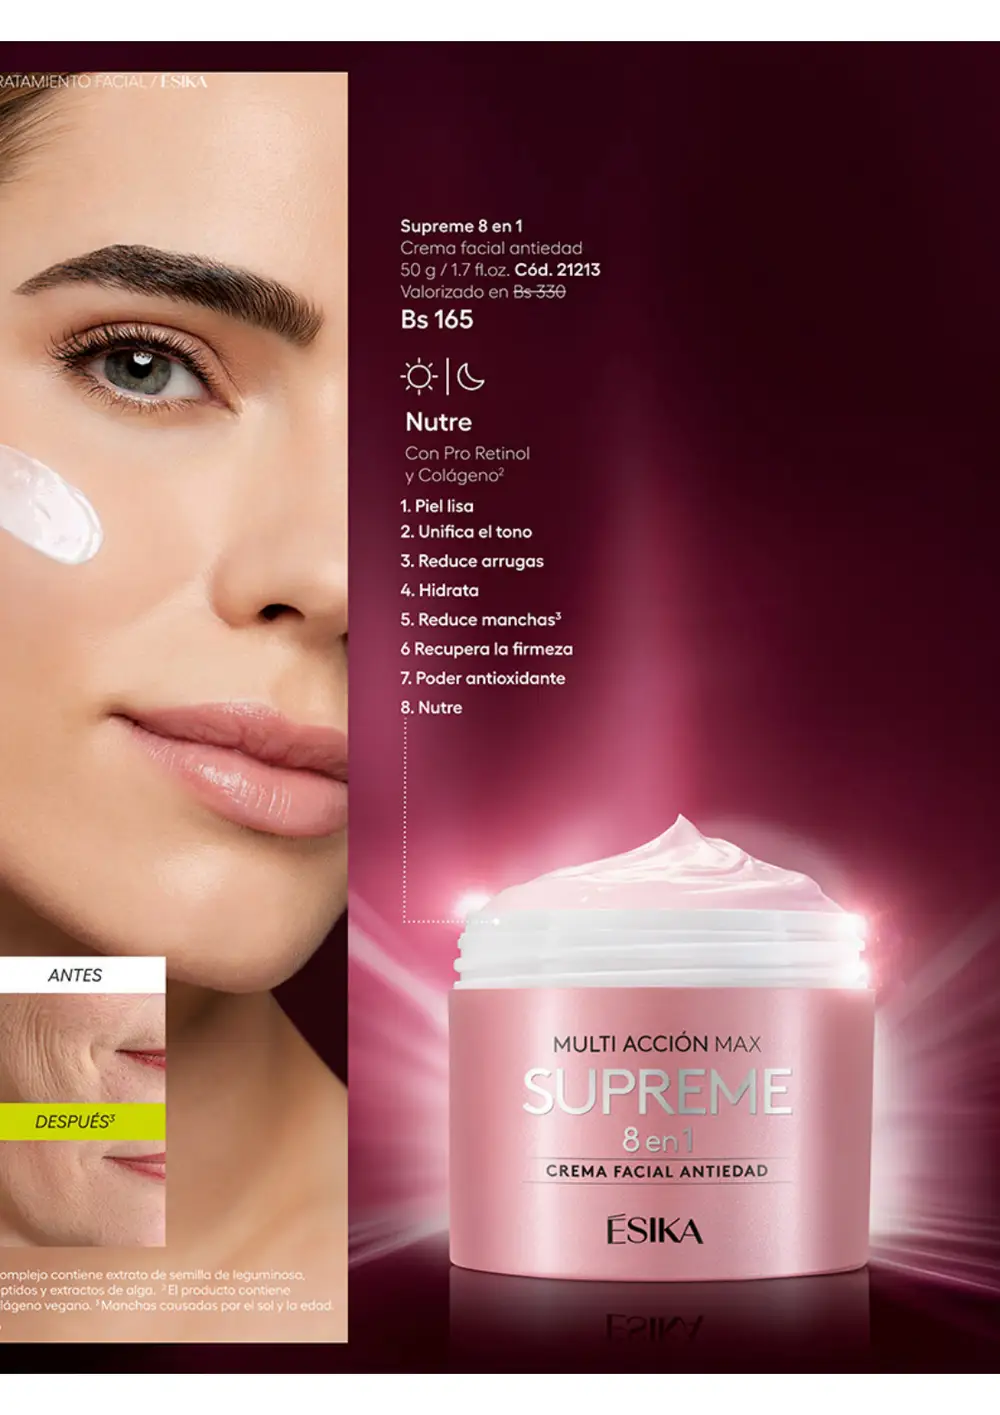 TRATAMIENTO FACIAL / ÉSIKA
Supreme 8 en 1
Crema facial antiedad
50 g / 1.7 fl.oz. Cód. 21213
Valorizado en Bs 330
Bs 165
Nutre
Con Pro Retinol
y Colágeno²
1. Piel lisa
2. Unifica el tono
3. Reduce arrugas
4. Hidrata
5. Reduce manchas³
6 Recupera la firmeza
7. Poder antioxidante
8. Nutre
ANTES
DESPUÉS³
MULTI ACCIÓN MAX
SUPREME
8 en 1
CREMA FACIAL ANTIEDAD
ÉSIKA
omplejo contiene extrato de semilla de leguminosa,
ptidos y extractos de alga. ²El producto contiene
lágeno vegano. ³Manchas causadas por el sol y la edad.